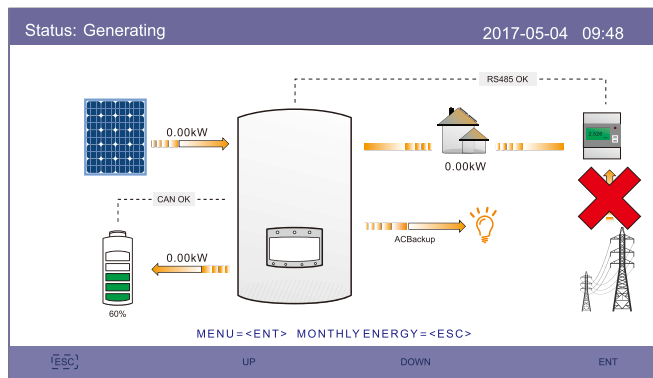 Status: Generating
2017-05-04 09:48
RS485 OK
0.00kW
0.00kW
CAN OK
0.00kW
ACBackup
60%
MENU=<ENT> MONTHLY ENERGY=<ESC>
ESC
UP
DOWN
ENT